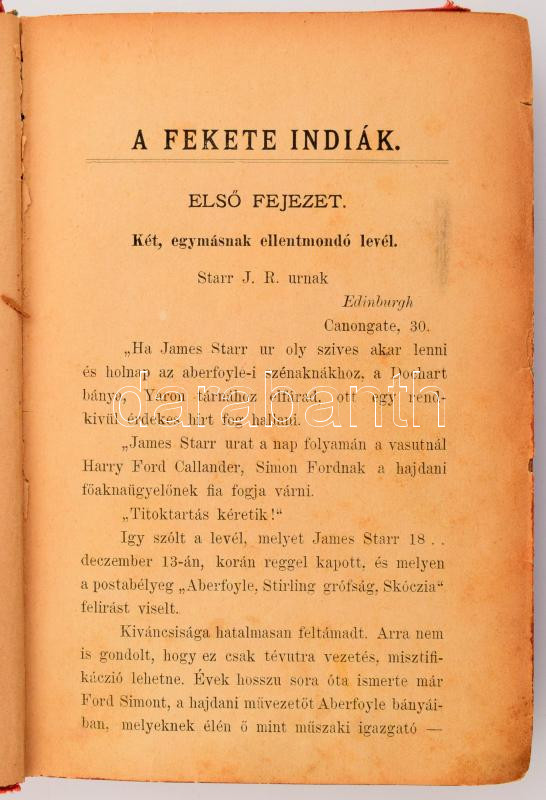 A FEKETE INDIÁK.
ELSŐ FEJEZET.
Két, egymásnak ellentmondó levél.
Starr J. R. urnak
Edinburgh
Canongate, 30.
„Ha James Starr ur oly szives akar lenni
és holnap az aberfoyle-i szénaknákhoz, a Dochart
bánya, Yaron tárnához elfárad, ott egy rend-
kivül érdekes hirt fog hallani.
„James Starr urat a nap folyamán a vasutnál
Harry Ford Callander, Simon Fordnak a hajdani
főaknaügyelőnek fia fogja várni.
„Titoktartás kéretik!“
Igy szólt a levél, melyet James Starr 18 . .
deczember 13-án, korán reggel kapott, és melyen
a postabélyeg „Aberfoyle, Stirling grófság, Skóczia“
felirást viselt.
Kiváncsisága hatalmasan feltámadt. Arra nem
is gondolt, hogy ez csak tévutra vezetés, misztifi-
káczió lehetne. Évek hosszu sora óta ismerte már
Ford Simont, a hajdani müvezetőt Aberfoyle bányái-
ban, melyeknek élén ő mint műszaki igazgató —
darabanth